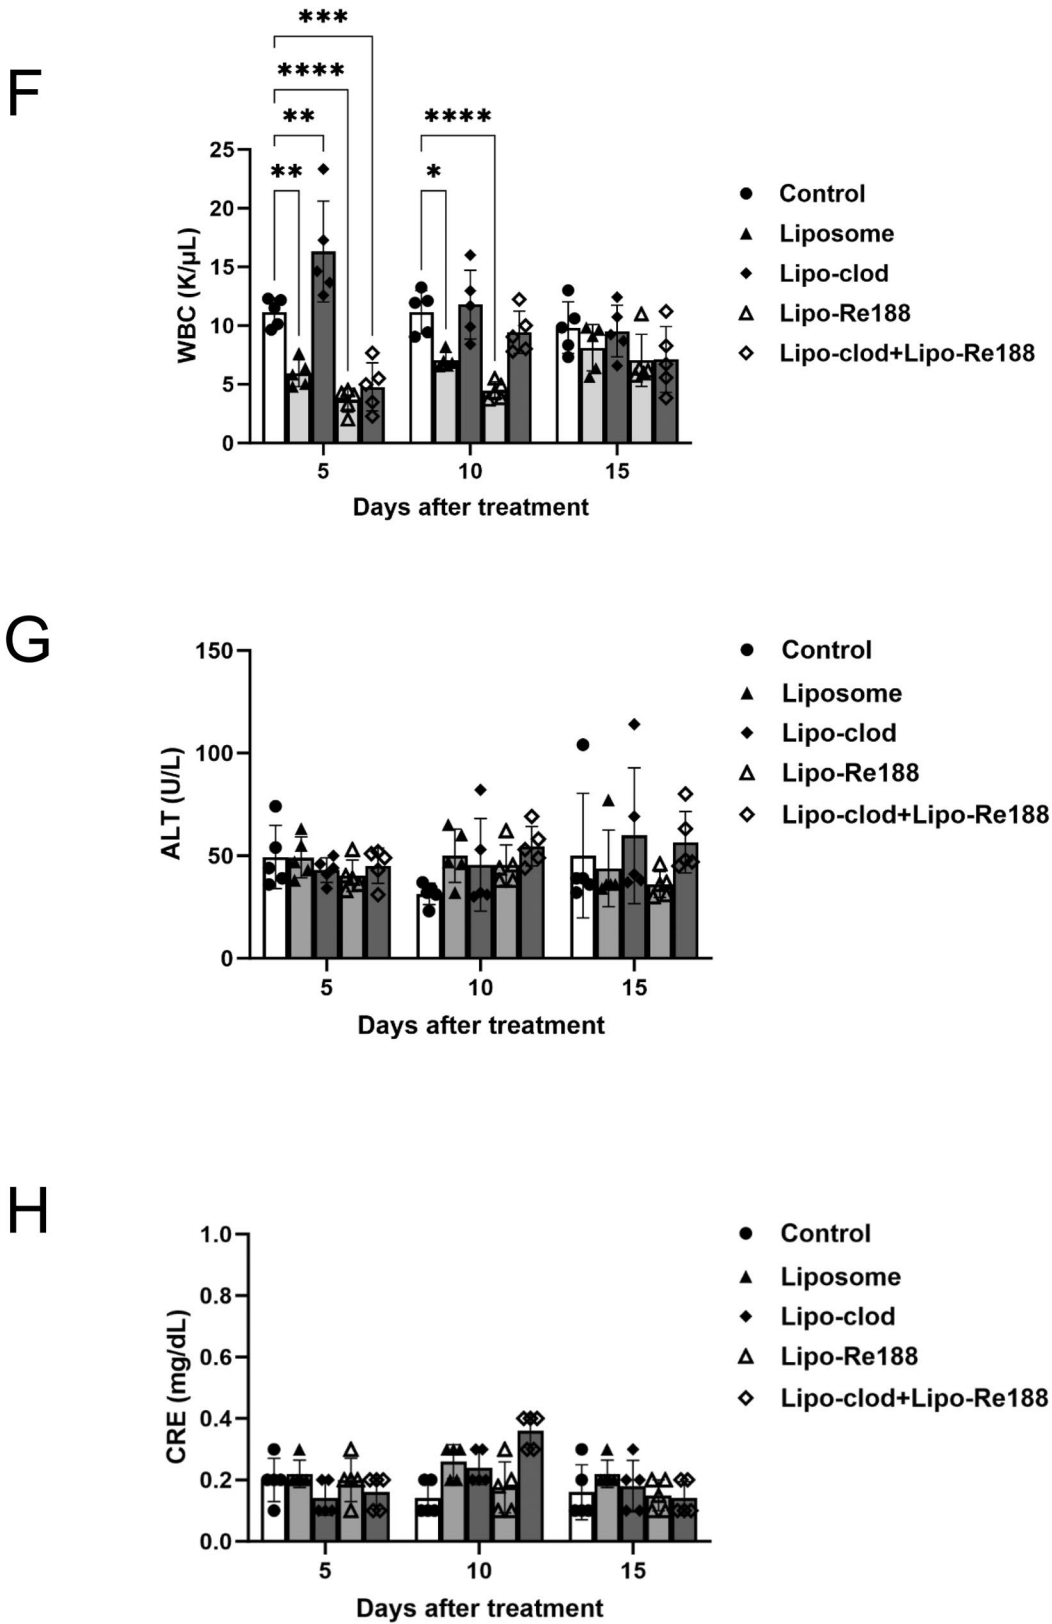 F
***
****
**
**
****
*
25
20
15
10
5
0
WBC (K/µL)
5
10
15
Days after treatment
Control
Liposome
Lipo-clod
Lipo-Re188
Lipo-clod+Lipo-Re188
G
150
100
50
0
ALT (U/L)
5
10
15
Days after treatment
Control
Liposome
Lipo-clod
Lipo-Re188
Lipo-clod+Lipo-Re188
H
1.0
0.8
0.6
0.4
0.2
0.0
CRE (mg/dL)
5
10
15
Days after treatment
Control
Liposome
Lipo-clod
Lipo-Re188
Lipo-clod+Lipo-Re188